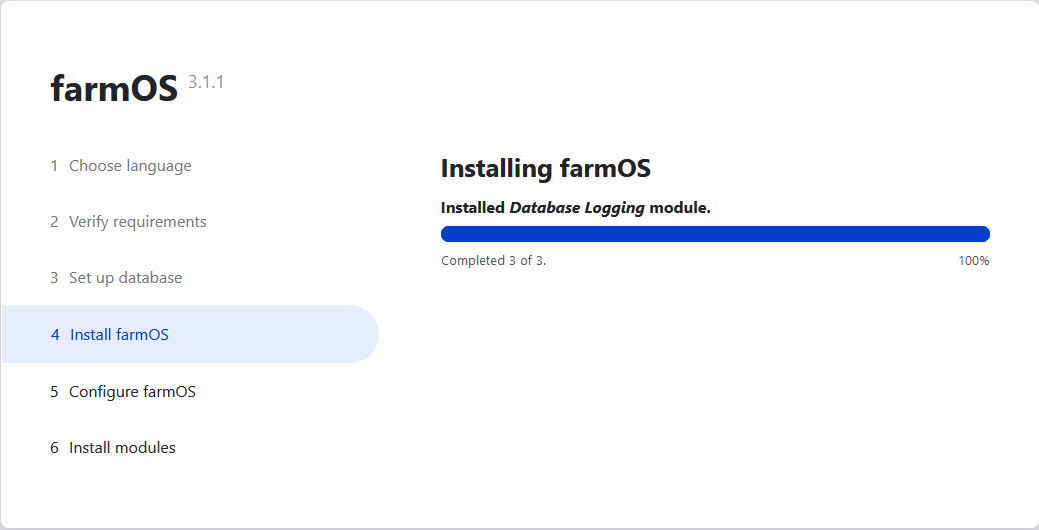 farmOS 3.1.1
1 Choose language
2 Verify requirements
3 Set up database
4 Install farmOS
5 Configure farmOS
6 Install modules
Installing farmOS
Installed Database Logging module.
Completed 3 of 3. 100%